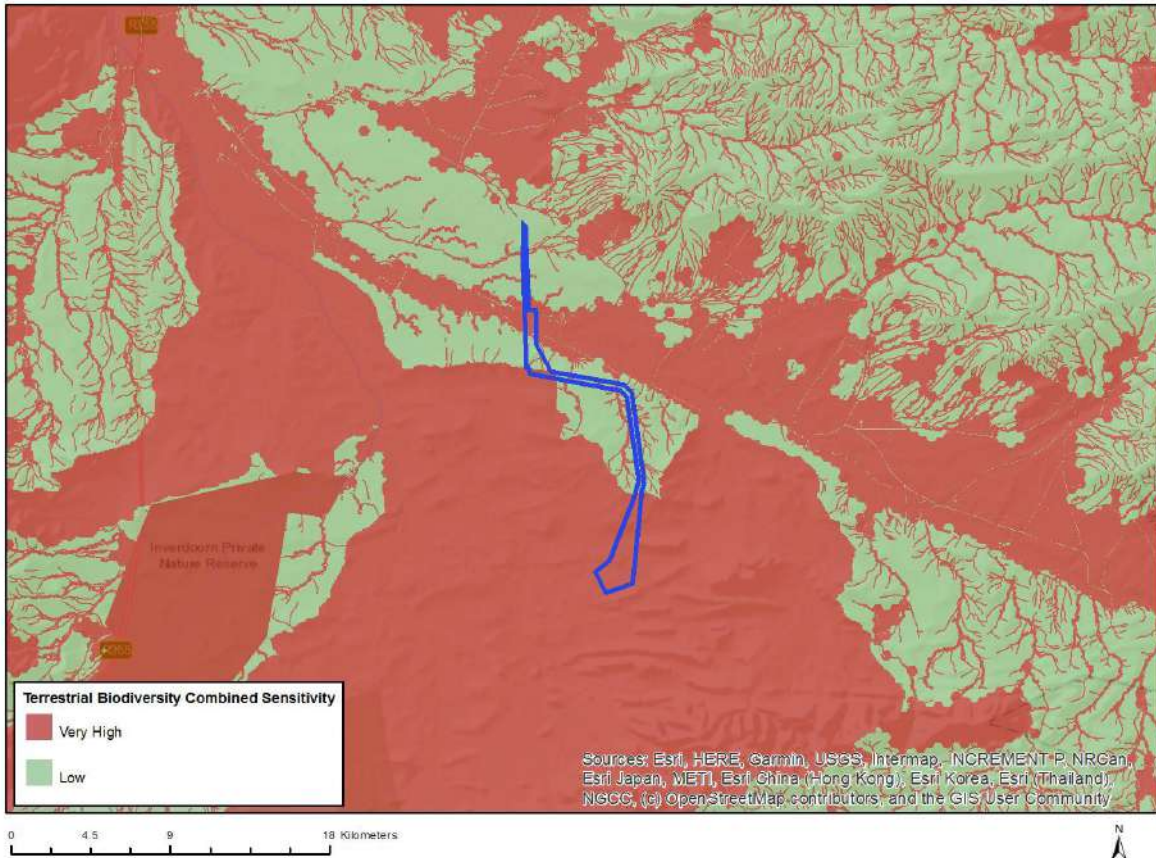 Inverdoorn Private
Nature Reserve
Terrestrial Biodiversity Combined Sensitivity
Very High
Low
Sources: Esri, HERE, Garmin, USGS, Intermap, INCREMENT P, NRCan,
Esri Japan, METI, Esri China (Hong Kong), Esri Korea, Esri (Thailand),
NGCC, (c) OpenStreetMap contributors, and the GIS User Community
0 4.5 9 18 Kilometers
N